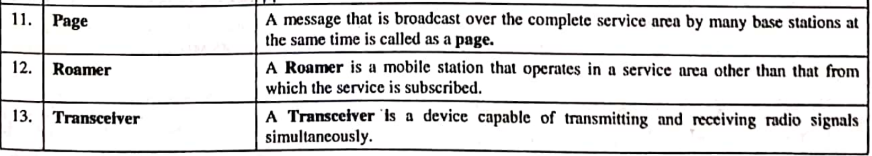 11. Page A message that is broadcast over the complete service area by many base stations at
the same time is called as a page.
12. Roamer A Roamer is a mobile station that operates in a service area other than that from
which the service is subscribed.
13. Transceiver A Transceiver is a device capable of transmitting and receiving radio signals
simultaneously.